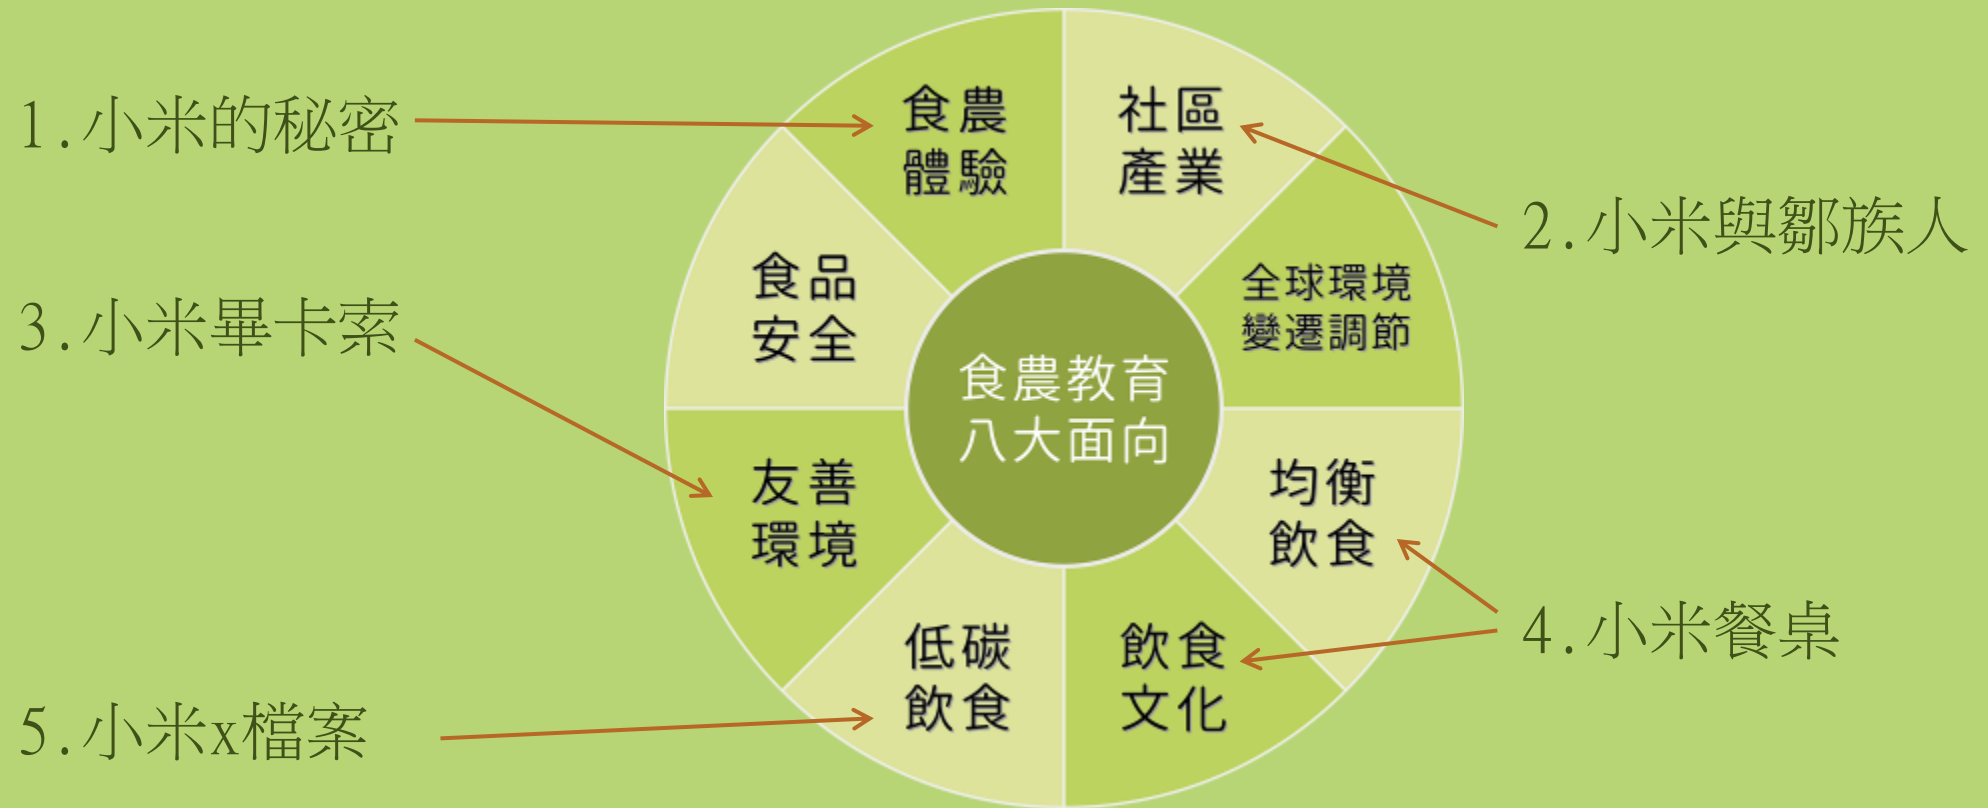 1.小米的秘密
2.小米與鄒族人
3.小米畢卡索
4.小米餐桌
5.小米x檔案
食農教育
八大面向
食農
體驗
社區
產業
全球環境
變遷調節
均衡
飲食
飲食
文化
低碳
飲食
友善
環境
食品
安全